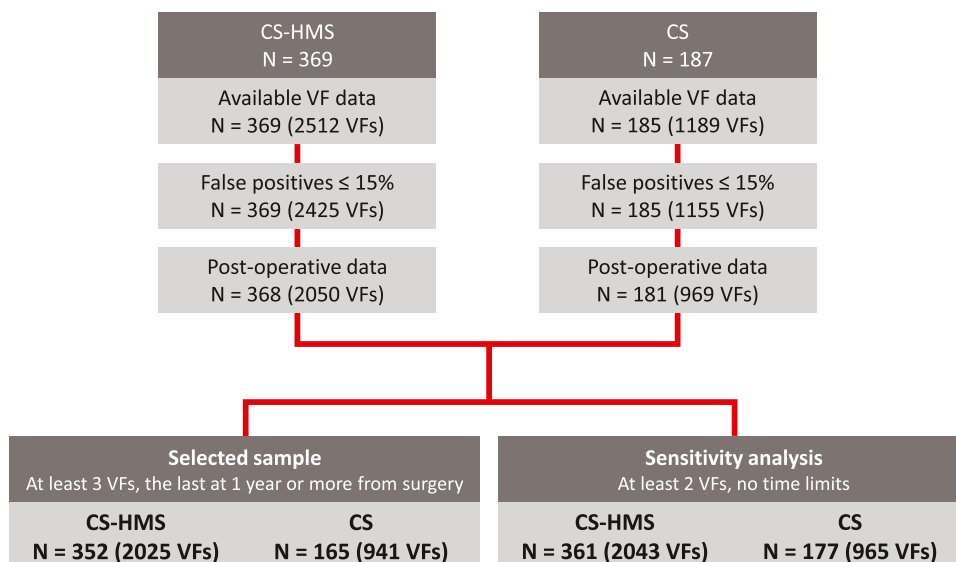 CS-HMS
N = 369
Available VF data
N = 369 (2512 VFs)
False positives ≤ 15%
N = 369 (2425 VFs)
Post-operative data
N = 368 (2050 VFs)
CS
N = 187
Available VF data
N = 185 (1189 VFs)
False positives ≤ 15%
N = 185 (1155 VFs)
Post-operative data
N = 181 (969 VFs)
Selected sample
At least 3 VFs, the last at 1 year or more from surgery
CS-HMS
N = 352 (2025 VFs)
CS
N = 165 (941 VFs)
Sensitivity analysis
At least 2 VFs, no time limits
CS-HMS
N = 361 (2043 VFs)
CS
N = 177 (965 VFs)